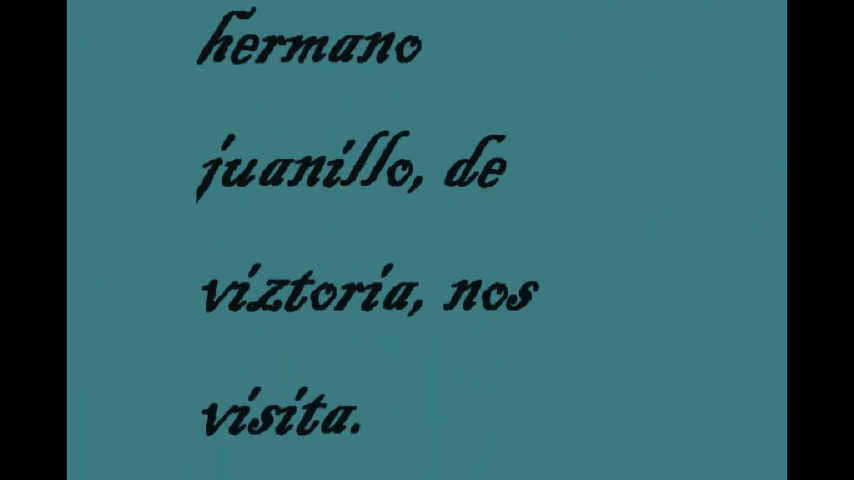 hermano
juanillo, de
viztoria, nos
visita.